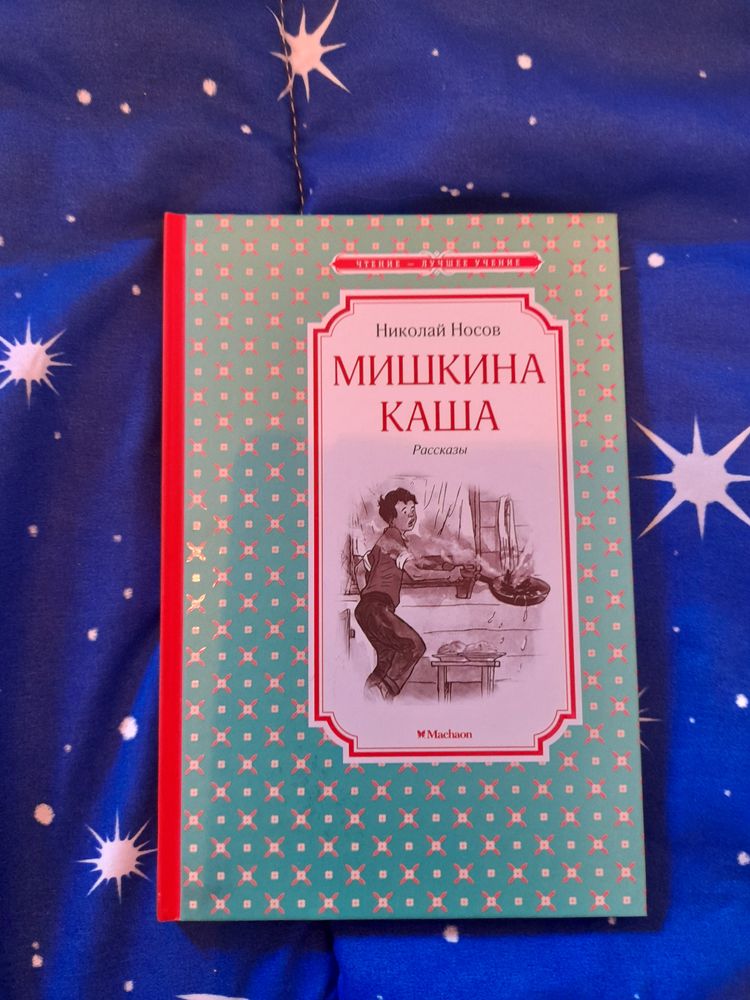 ЧТЕНИЕ – ЛУЧШЕЕ УЧЕНИЕ
Николай Носов
МИШКИНА
КАША
Рассказы
Machaon